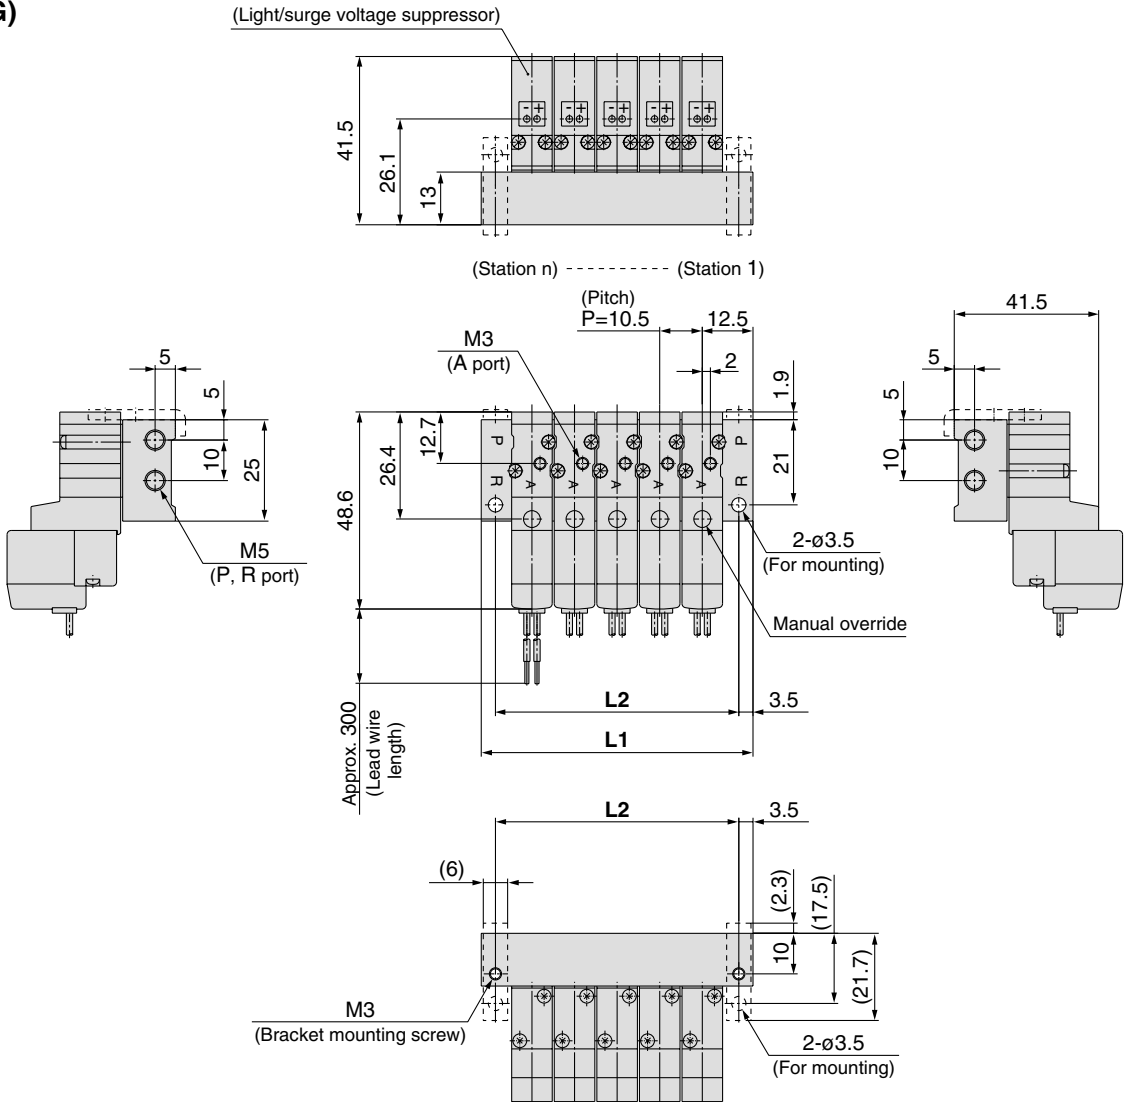 G)
(Light/surge voltage suppressor)
- +
- +
- +
- +
- +
41.5
26.1
13
(Station n) (Station 1)
(Pitch)
P=10.5
12.5
41.5
M3
(A port)
2
1.9
5
5
10
25
M5
(P, R port)
48.6
26.4
12.7
P
R
A
A
A
A
A
P
R
21
5
5
10
2-ø3.5
(For mounting)
Manual override
Approx. 300
(Lead wire
length)
L2
3.5
L1
L2
3.5
(6)
(2.3)
(17.5)
10
(21.7)
M3
(Bracket mounting screw)
2-ø3.5
(For mounting)